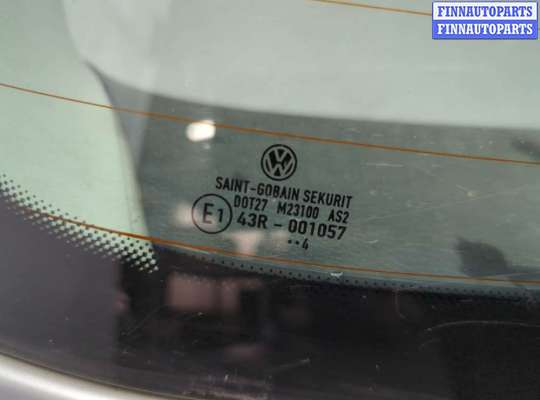 FINNAUTOPARTS
FINNAUTOPARTS
SAINT-GOBAIN SEKURIT
DOT27 M23100 AS2
E1 43R - 001057
••4